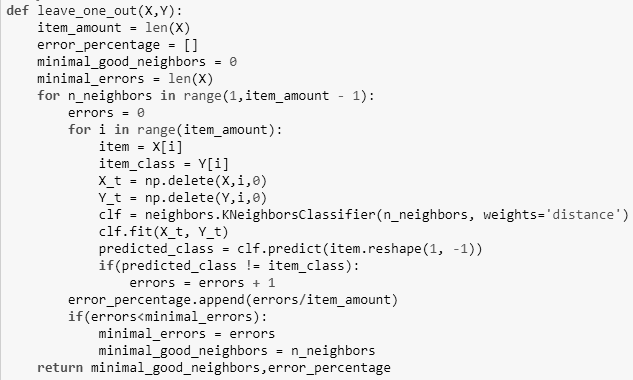 def leave_one_out(X,Y):
    item_amount = len(X)
    error_percentage = []
    minimal_good_neighbors = 0
    minimal_errors = len(X)
    for n_neighbors in range(1,item_amount - 1):
        errors = 0
        for i in range(item_amount):
            item = X[i]
            item_class = Y[i]
            X_t = np.delete(X,i,0)
            Y_t = np.delete(Y,i,0)
            clf = neighbors.KNeighborsClassifier(n_neighbors, weights='distance')
            clf.fit(X_t, Y_t)
            predicted_class = clf.predict(item.reshape(1, -1))
            if(predicted_class != item_class):
                errors = errors + 1
        error_percentage.append(errors/item_amount)
        if(errors<minimal_errors):
            minimal_errors = errors
            minimal_good_neighbors = n_neighbors
    return minimal_good_neighbors,error_percentage